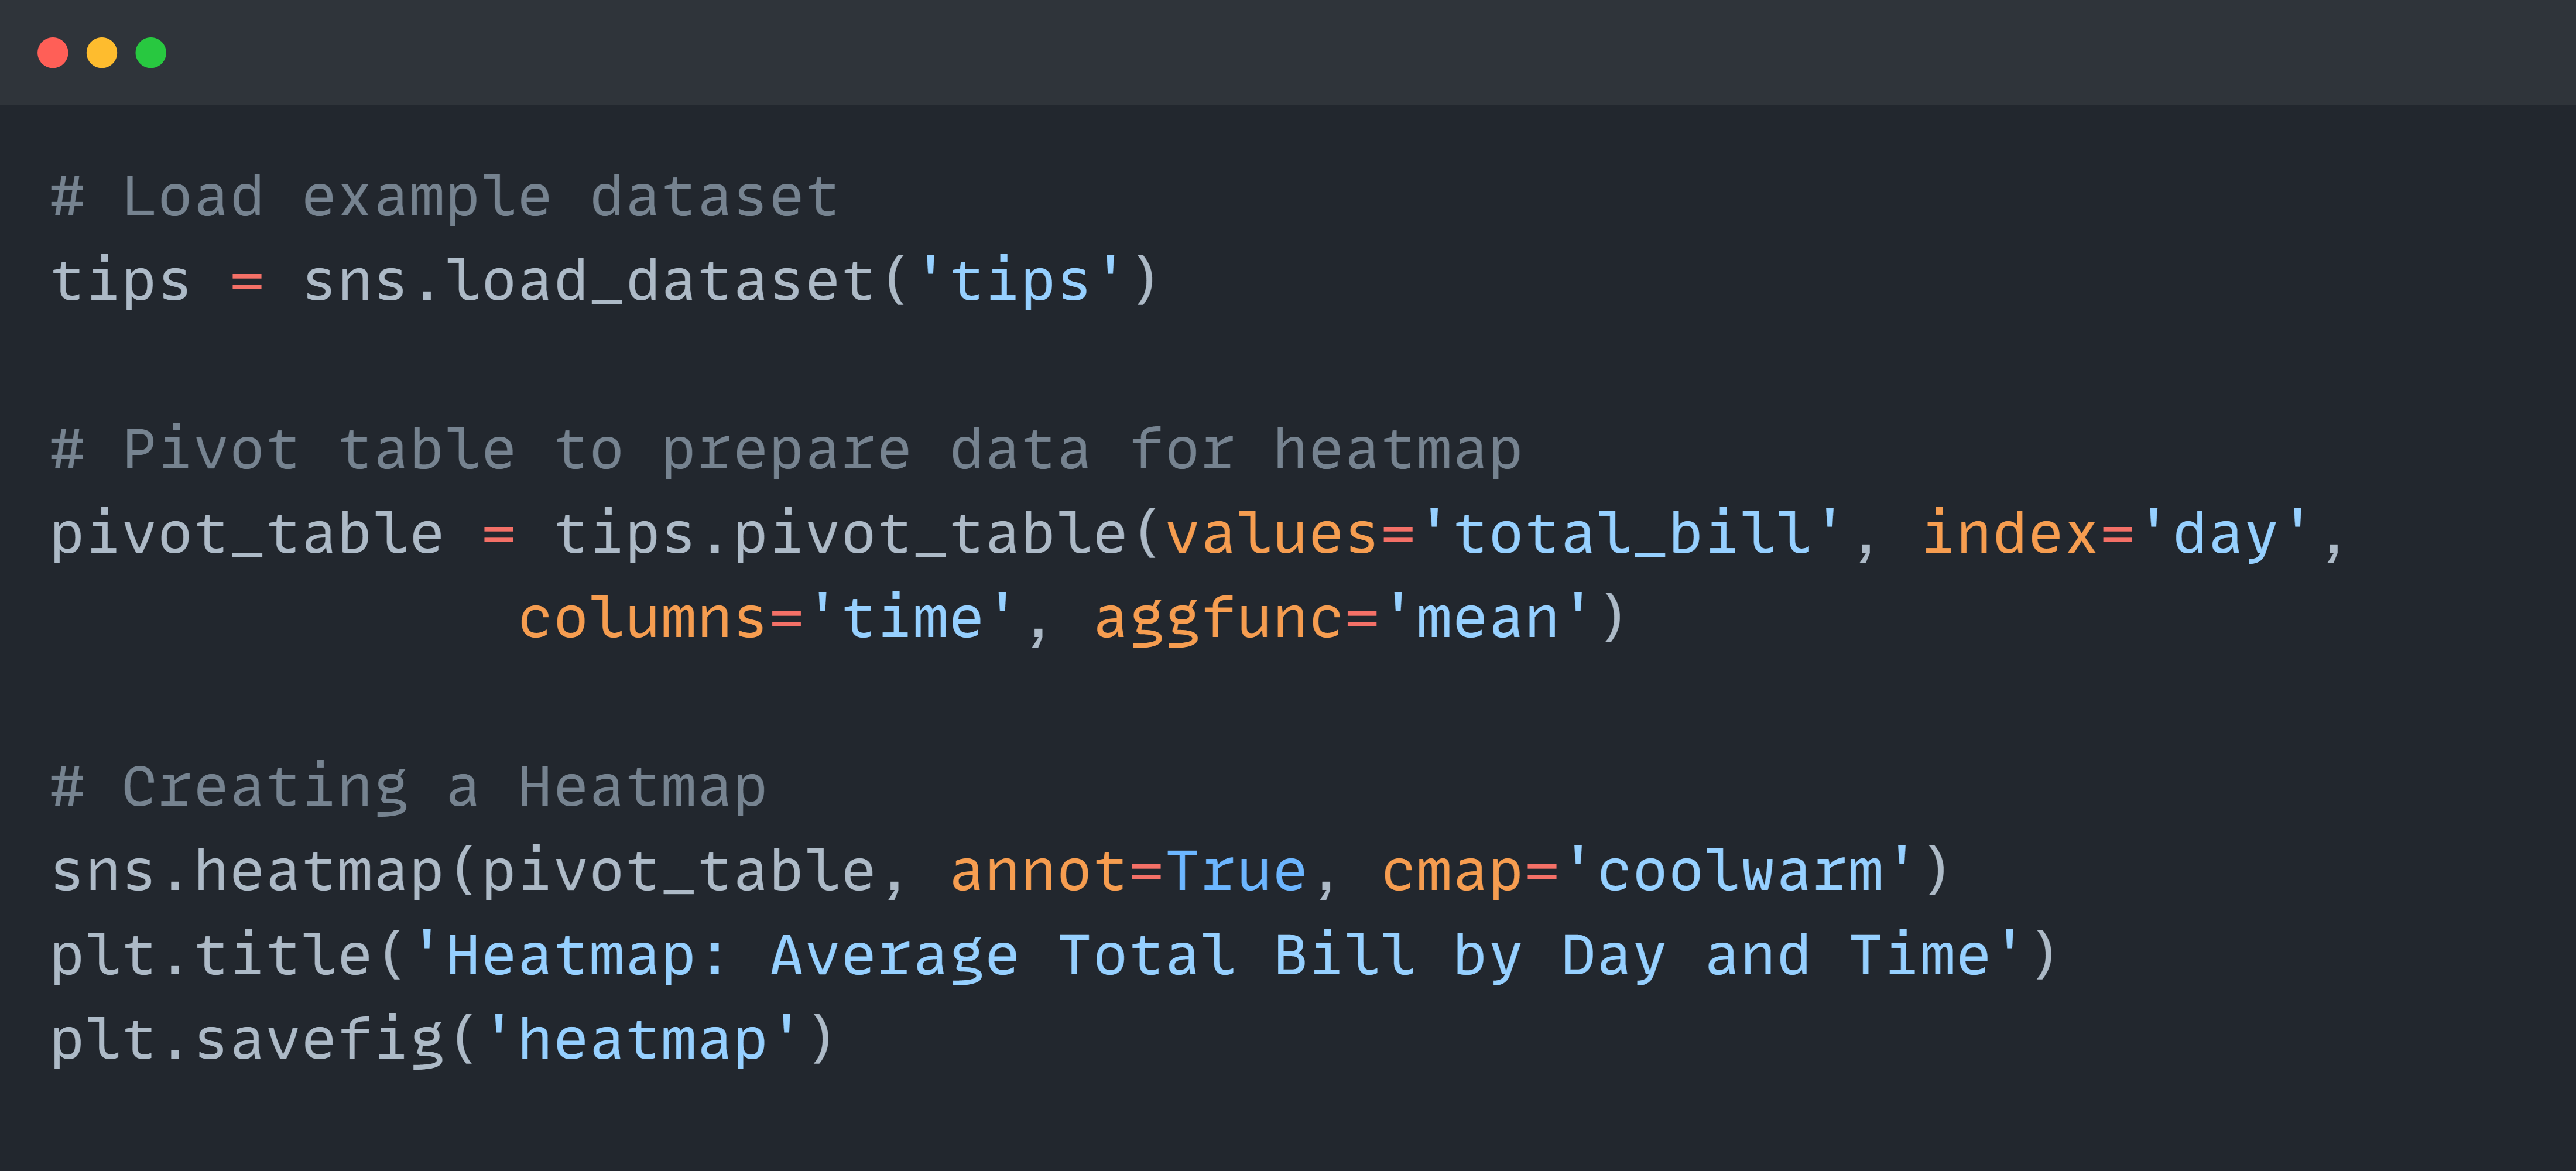 # Load example dataset
tips = sns.load_dataset('tips')
# Pivot table to prepare data for heatmap
pivot_table = tips.pivot_table(values='total_bill', index='day',
             columns='time', aggfunc='mean')
# Creating a Heatmap
sns.heatmap(pivot_table, annot=True, cmap='coolwarm')
plt.title('Heatmap: Average Total Bill by Day and Time')
plt.savefig('heatmap')